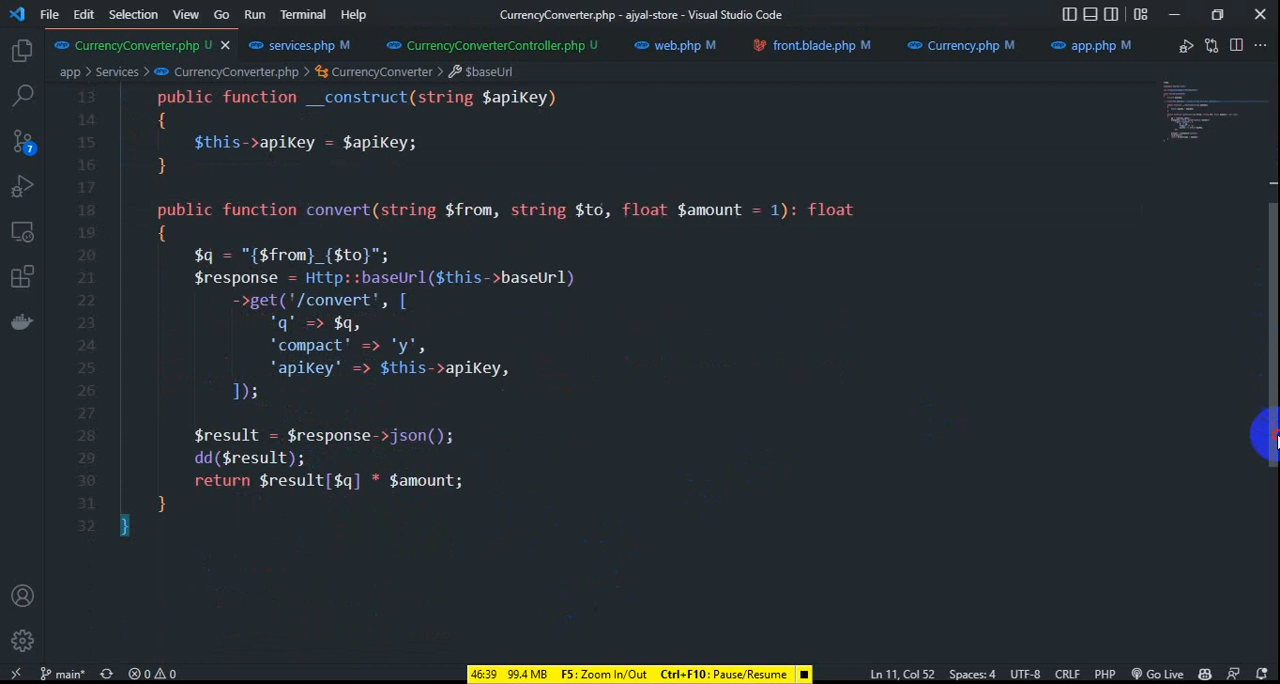 File Edit Selection View Go Run Terminal Help CurrencyConverter.php - ajyal-store - Visual Studio Code
CurrencyConverter.php U services.php M CurrencyConverterController.php U web.php M front.blade.php M Currency.php M app.php M
app > Services > CurrencyConverter.php > CurrencyConverter > $baseUrl
13 public function __construct(string $apiKey)
14 {
15 $this->apiKey = $apiKey;
16 }
17
18 public function convert(string $from, string $to, float $amount = 1): float
19 {
20 $q = "{$from}_{$to}";
21 $response = Http::baseUrl($this->baseUrl)
22 ->get('/convert', [
23 'q' => $q,
24 'compact' => 'y',
25 'apiKey' => $this->apiKey,
26 ]);
27
28 $result = $response->json();
29 dd($result);
30 return $result[$q] * $amount;
31 }
32 }
7
main* 0 0 46:39 99.4 MB F5: Zoom In/Out Ctrl+F10: Pause/Resume Ln 11, Col 52 Spaces: 4 UTF-8 CRLF PHP Go Live